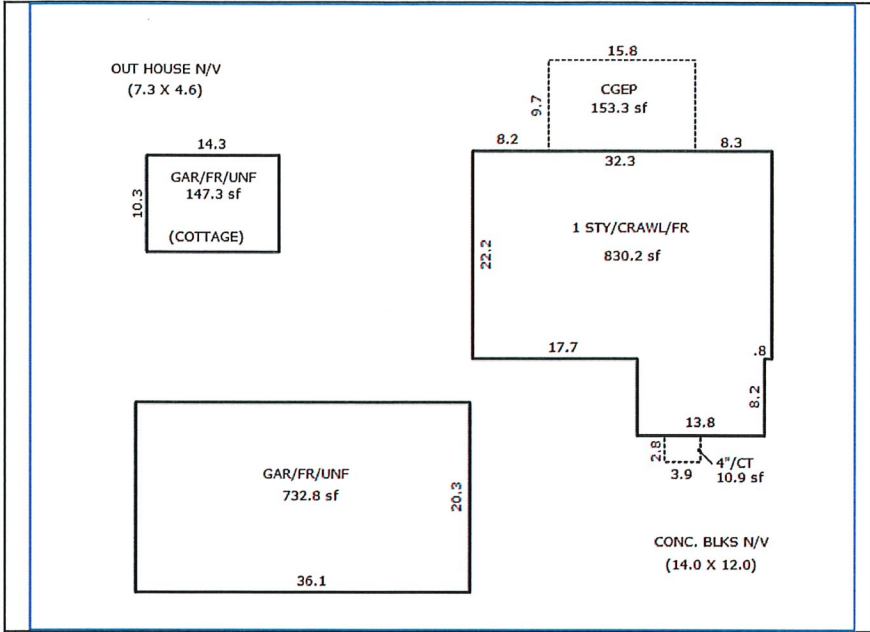 OUT HOUSE N/V
(7.3 X 4.6)
15.8
9.7
CGEP
153.3 sf
8.2
32.3
8.3
14.3
10.3
GAR/FR/UNF
147.3 sf
(COTTAGE)
22.2
1 STY/CRAWL/FR
830.2 sf
17.7
.8
8.2
13.8
2.8
3.9
4"/CT
10.9 sf
GAR/FR/UNF
732.8 sf
20.3
36.1
CONC. BLKS N/V
(14.0 X 12.0)